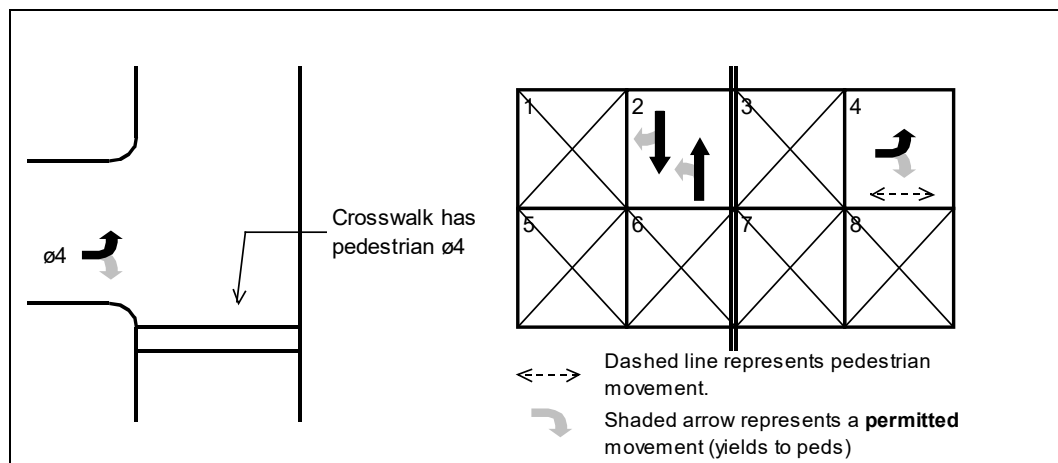 1
2
3
4
Crosswalk has
pedestrian ø4
ø4
5
6
7
8
Dashed line represents pedestrian
movement.
Shaded arrow represents a permitted
movement (yields to peds)